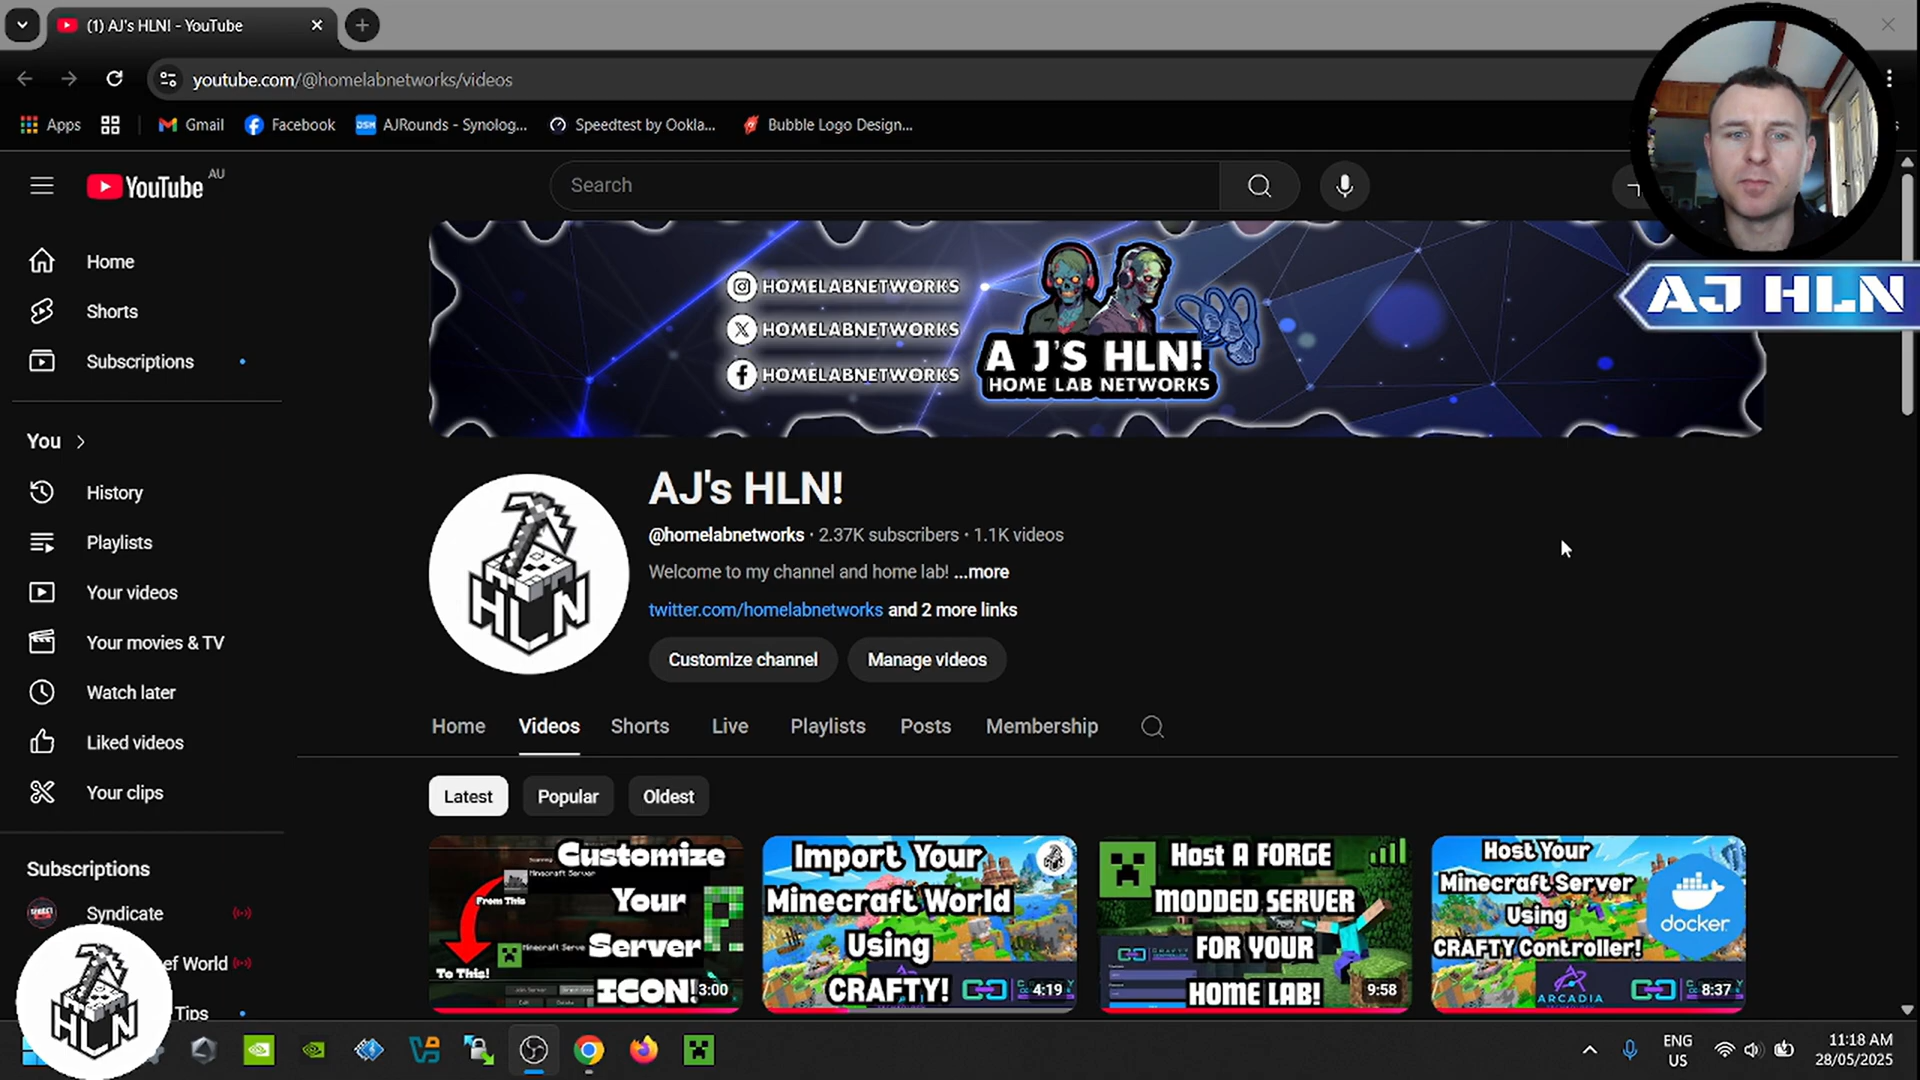 (1) AJ's HLN! - YouTube
youtube.com/@homelabnetworks/videos
Apps
Gmail
Facebook
DSM
AJRounds - Synolog...
Speedtest by Ookla...
Bubble Logo Design...
YouTube AU
Search
AJ HLN
HOMELABNETWORKS
HOMELABNETWORKS
HOMELABNETWORKS
A J'S HLN!
HOME LAB NETWORKS
Home
Shorts
Subscriptions
You
History
Playlists
Your videos
Your movies & TV
Watch later
Liked videos
Your clips
Subscriptions
Syndicate
ef World
Tips
HLN
HLN
AJ's HLN!
@homelabnetworks · 2.37K subscribers · 1.1K videos
Welcome to my channel and home lab! ...more
twitter.com/homelabnetworks and 2 more links
Customize channel
Manage videos
Home
Videos
Shorts
Live
Playlists
Posts
Membership
Latest
Popular
Oldest
Customize
Your
Server
ICON!
From This
To This!
3:00
Import Your
Minecraft World
Using
CRAFTY!
4:19
Host A FORGE
MODDED SERVER
FOR YOUR
HOME LAB!
9:58
Host Your
Minecraft Server
Using
CRAFTY Controller!
docker
ARCADIA
8:37
ENG
US
11:18 AM
28/05/2025